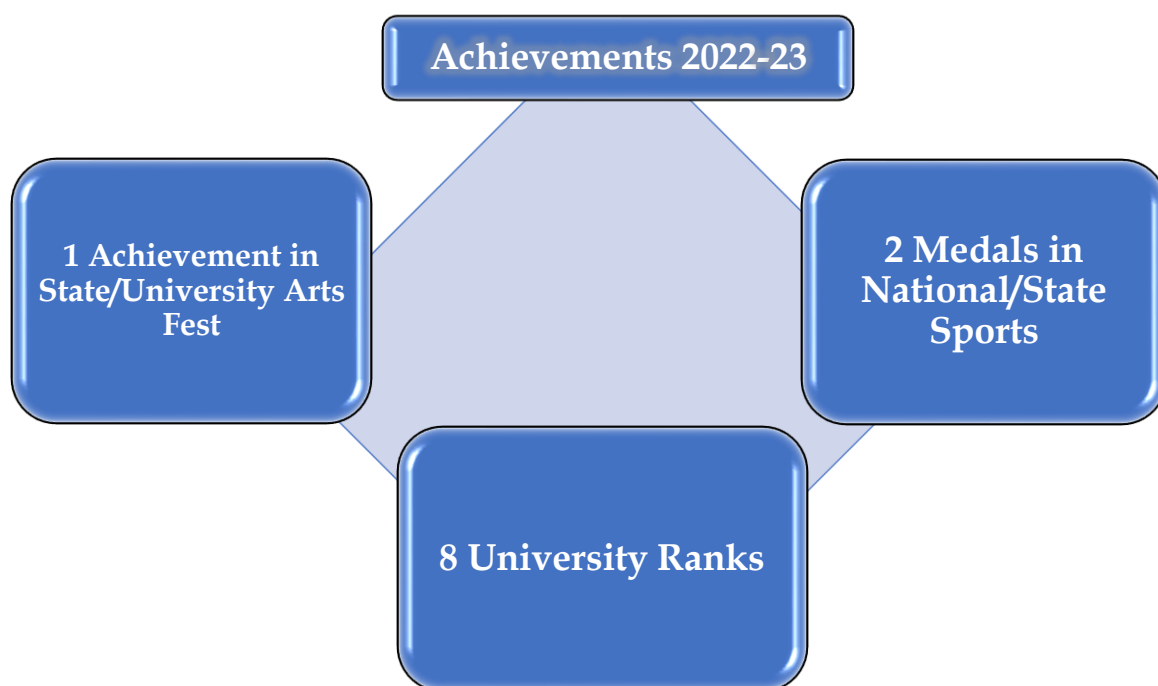 Achievements 2022-23
1 Achievement in
State/University Arts
Fest
2 Medals in
National/State
Sports
8 University Ranks